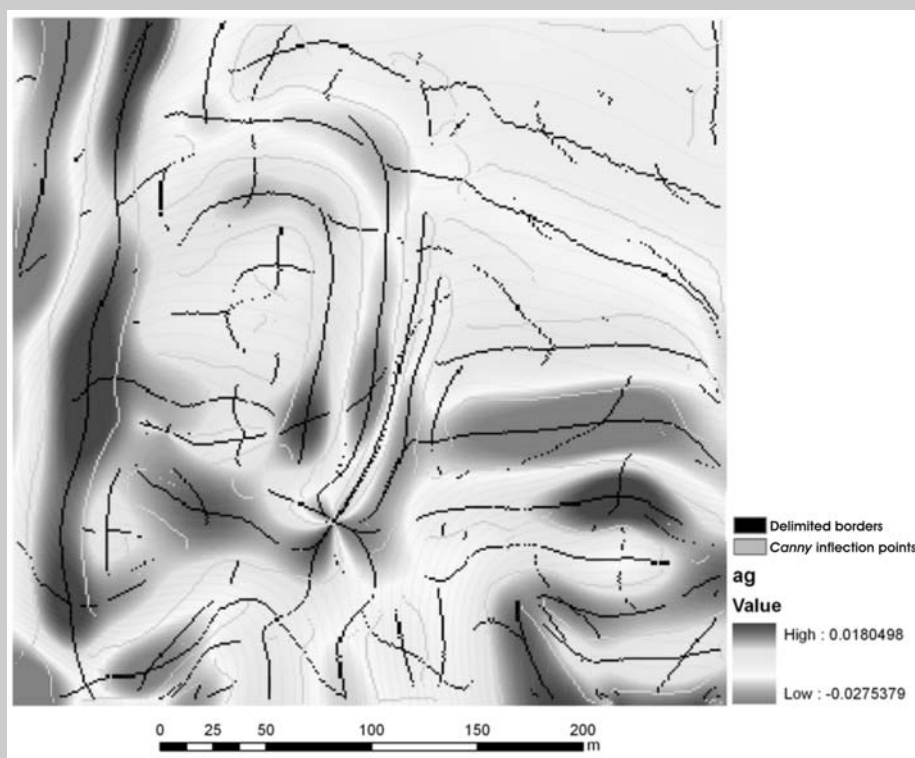 Delimited borders
Canny inflection points
ag
Value
High : 0.0180498
Low : -0.0275379
0 25 50 100 150 200
m